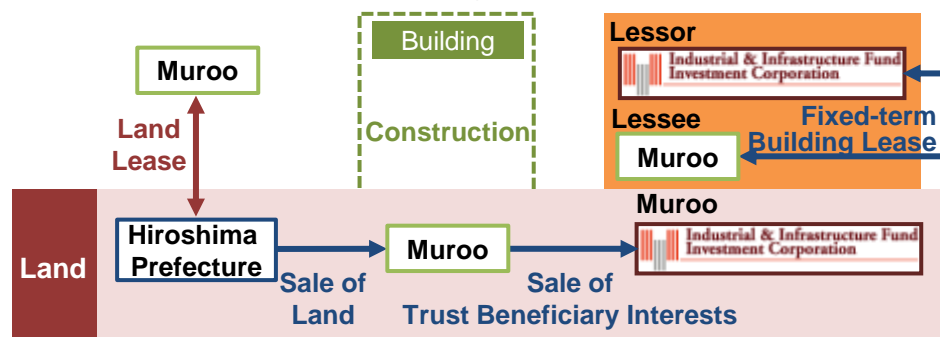 Building
Lessor
Industrial & Infrastructure Fund
Investment Corporation
Muroo
Land
Lease
Construction
Lessee
Fixed-term
Building Lease
Muroo
Land
Hiroshima
Prefecture
Sale of
Land
Muroo
Sale of
Trust Beneficiary Interests
Muroo
Industrial & Infrastructure Fund
Investment Corporation